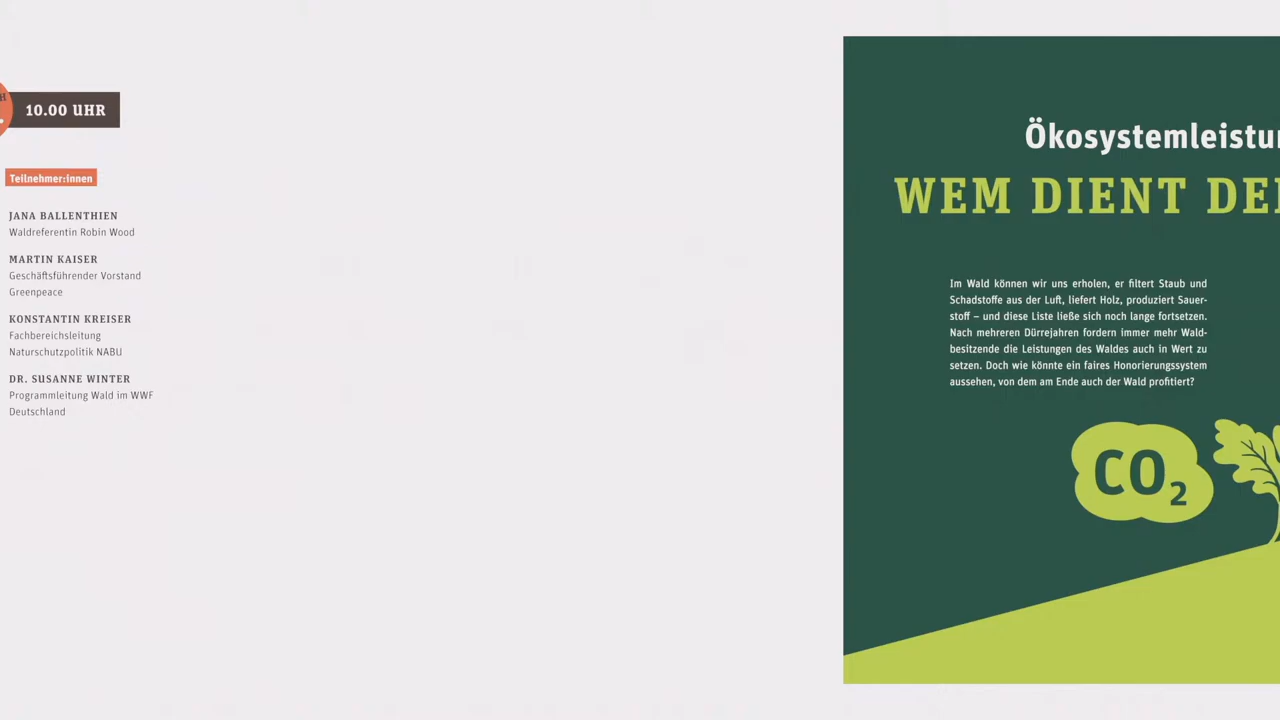 10.00 UHR
Teilnehmer:innen
JANA BALLENTHIEN
Waldreferentin Robin Wood
MARTIN KAISER
Geschäftsführender Vorstand
Greenpeace
KONSTANTIN KREISER
Fachbereichsleitung
Naturschutzpolitik NABU
DR. SUSANNE WINTER
Programmleitung Wald im WWF
Deutschland
WEM DIENT
Im Wald können wir uns erholen, er filtert Staub und
Schadstoffe aus der Luft, liefert Holz, produziert Sauer-
stoff – und diese Liste ließe sich noch lange fortsetzen.
Nach mehreren Dürrejahren fordern immer mehr Wald-
besitzende die Leistungen des Waldes auch in Wert zu
setzen. Doch wie könnte ein faires Honorierungssystem
aussehen, von dem am Ende auch der Wald profitiert?
CO₂